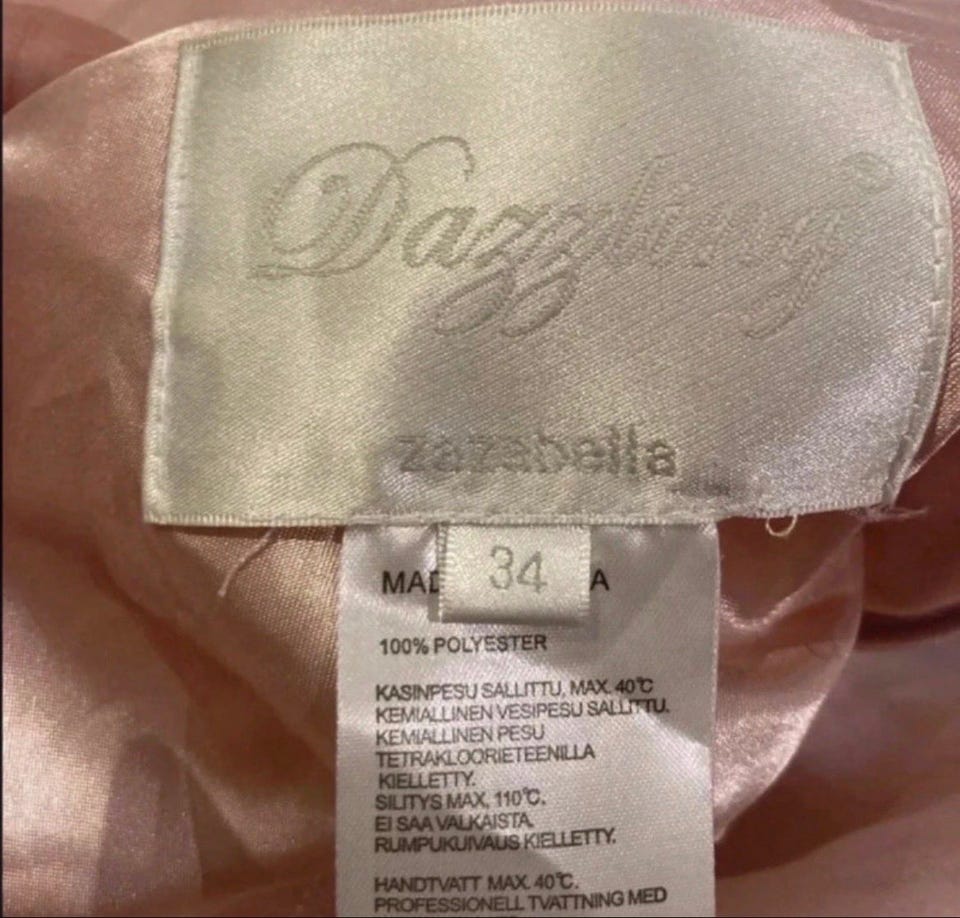 Dazzling®
zazabella
34
MAD A
100% POLYESTER
KASINPESU SALLITTU, MAX. 40℃
KEMIALLINEN VESIPESU SALLITTU.
KEMIALLINEN PESU
TETRAKLOORIETEENILLA
KIELLETTY.
SILITYS MAX, 110℃.
EI SAA VALKAISTA.
RUMPUKUIVAUS KIELLETTY.
HANDTVATT MAX. 40℃.
PROFESSIONELL TVATTNING MED